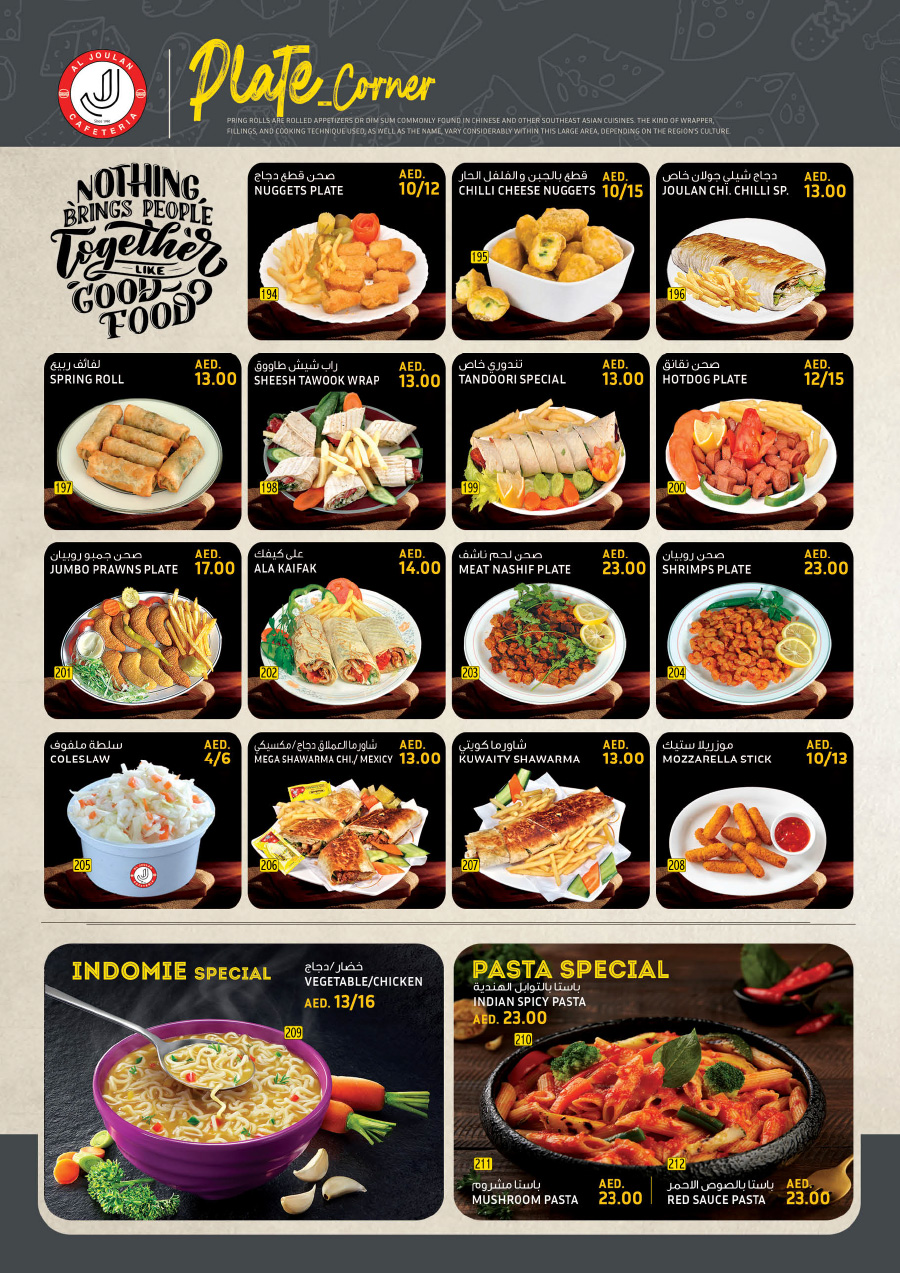 AL JOULAN
Since 1990
CAFETERIA
Plate_Corner
PRING ROLLS ARE ROLLED APPETIZERS OR DIM SUM COMMONLY FOUND IN CHINESE AND OTHER SOUTHEAST ASIAN CUISINES. THE KIND OF WRAPPER,
FILLINGS, AND COOKING TECHNIQUE USED, AS WELL AS THE NAME, VARY CONSIDERABLY WITHIN THIS LARGE AREA, DEPENDING ON THE REGION'S CULTURE.
NOTHING
BRINGS PEOPLE
Together
LIKE
GOOD
FOOD
صحن قطع دجاج
NUGGETS PLATE
AED.
10/12
194
قطع بالجبن و الفلفل الحار
CHILLI CHEESE NUGGETS
AED.
10/15
195
دجاج شيلي جولان خاص
JOULAN CHI. CHILLI SP.
AED.
13.00
196
لفائف ربيع
SPRING ROLL
AED.
13.00
197
راب شيش طاووق
SHEESH TAWOOK WRAP
AED.
13.00
198
تندوري خاص
TANDOORI SPECIAL
AED.
13.00
199
صحن نقانق
HOTDOG PLATE
AED.
12/15
200
صحن جمبو روبيان
JUMBO PRAWNS PLATE
AED.
17.00
201
على كيفك
ALA KAIFAK
AED.
14.00
202
صحن لحم ناشف
MEAT NASHIF PLATE
AED.
23.00
203
صحن روبيان
SHRIMPS PLATE
AED.
23.00
204
سلطة ملفوف
COLESLAW
AED.
4/6
205
شاورما العملاق دجاج/مكسيكي
MEGA SHAWARMA CHI./ MEXICY
AED.
13.00
206
شاورما كويتي
KUWAITY SHAWARMA
AED.
13.00
207
موزريلا ستيك
MOZZARELLA STICK
AED.
10/13
208
INDOMIE SPECIAL
خضار/دجاج
VEGETABLE/CHICKEN
AED. 13/16
209
PASTA SPECIAL
باستا بالتوابل الهندية
INDIAN SPICY PASTA
AED. 23.00
210
211
باستا مشروم
MUSHROOM PASTA
AED.
23.00
212
باستا بالصوص الاحمر
RED SAUCE PASTA
AED.
23.00